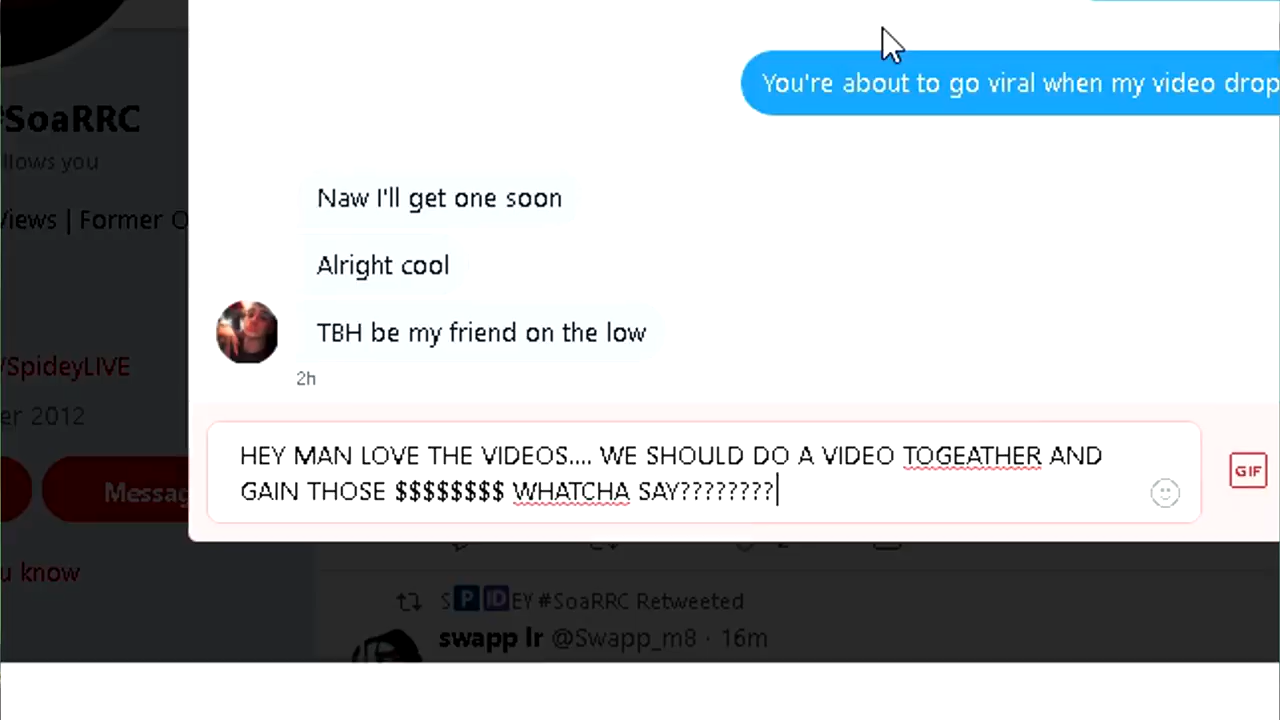 You're about to go viral when my video drop
#SoaRRC
llows you
Views | Former O
Naw I'll get one soon
Alright cool
TBH be my friend on the low
2h
/SpideyLIVE
er 2012
HEY MAN LOVE THE VIDEOS.... WE SHOULD DO A VIDEO TOGEATHER AND
GAIN THOSE $$$$$$$$ WHATCHA SAY????????
GIF
Messag
u know
S🅿🆔EY #SoaRRC Retweeted
swapp lr @Swapp_m8 · 16m